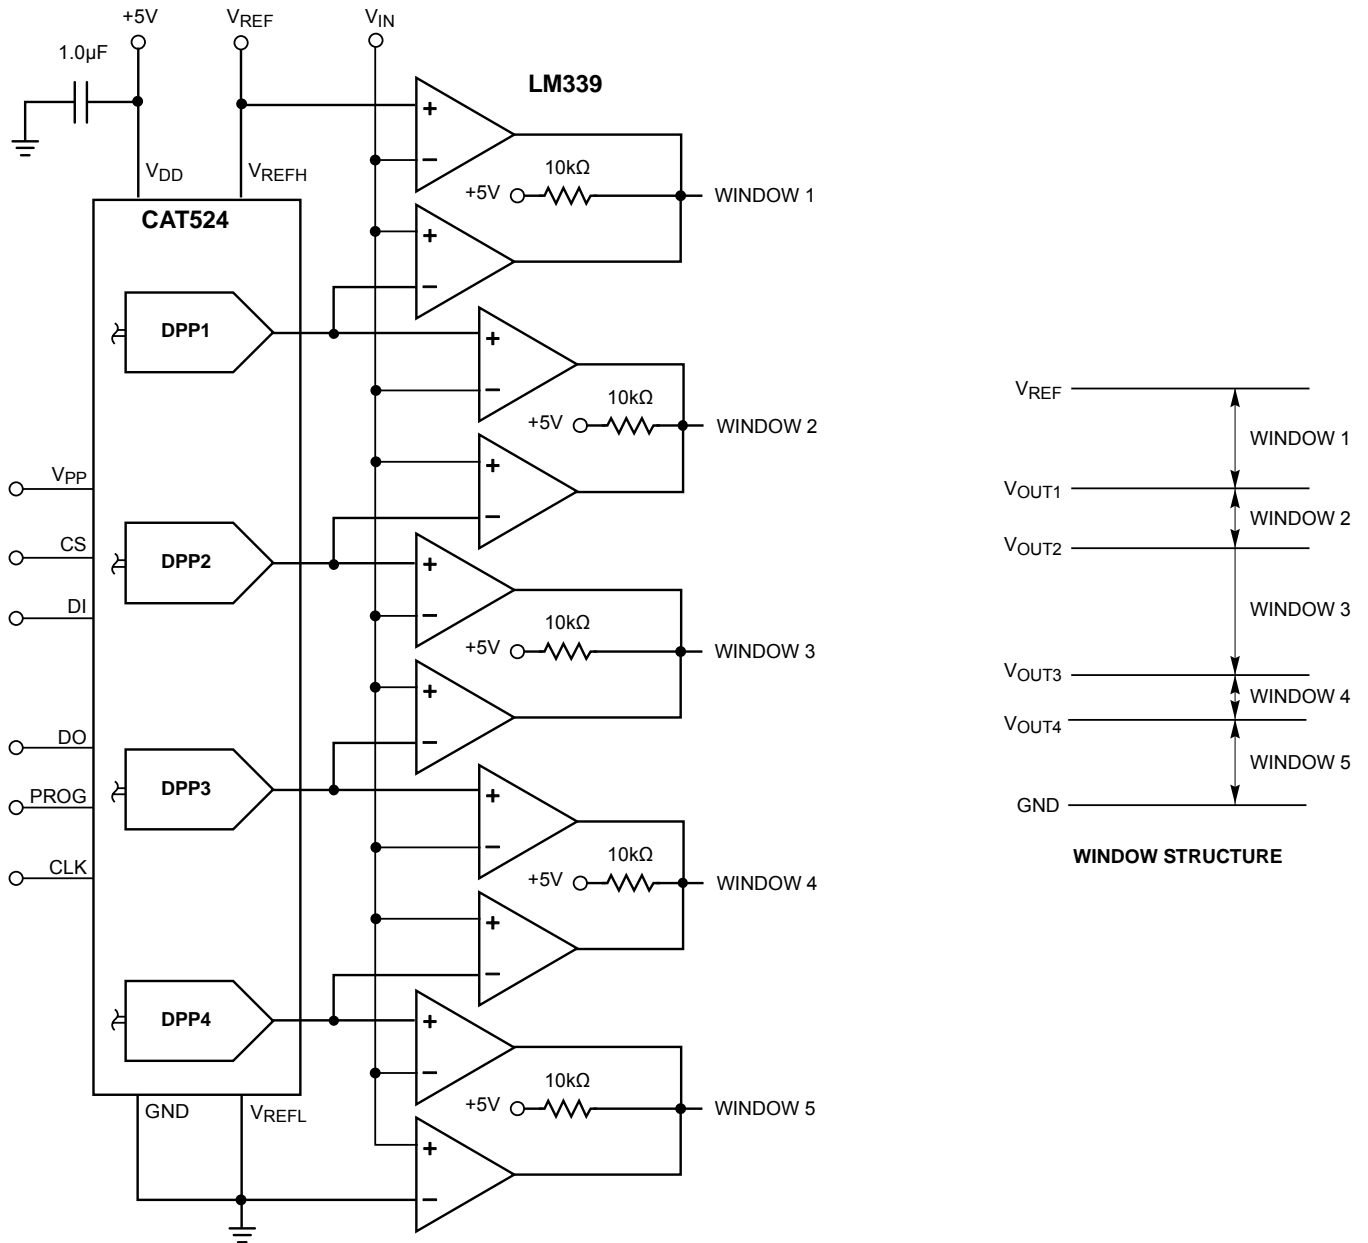 +5V
VREF
VIN
1.0µF
LM339
+
−
VDD
VREFH
10kΩ
+5V
WINDOW 1
CAT524
+
−
DPP1
+
−
10kΩ
+5V
WINDOW 2
+
−
VPP
CS
DI
DPP2
+
−
10kΩ
+5V
WINDOW 3
+
−
DO
PROG
CLK
DPP3
+
−
10kΩ
+5V
WINDOW 4
+
−
DPP4
+
−
10kΩ
+5V
WINDOW 5
GND
VREFL
+
−
VREF
WINDOW 1
VOUT1
WINDOW 2
VOUT2
WINDOW 3
VOUT3
WINDOW 4
VOUT4
WINDOW 5
GND
WINDOW STRUCTURE